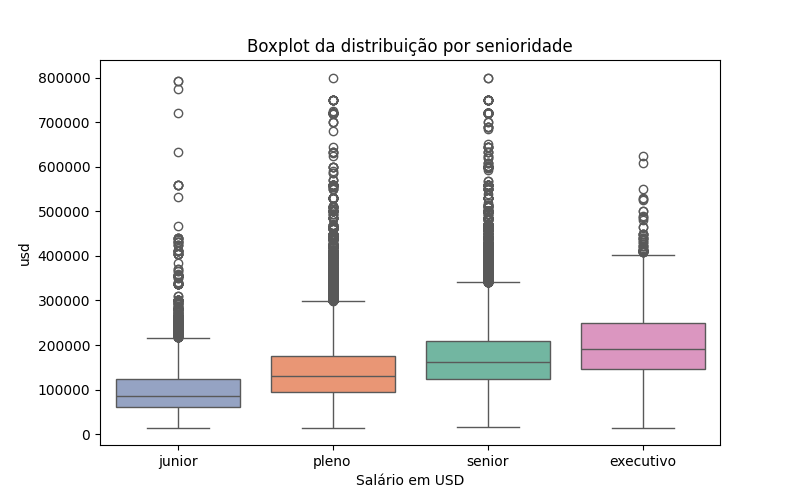 Boxplot da distribuição por senioridade
800000
700000
600000
500000
400000
300000
200000
100000
0
usd
junior pleno senior executivo
Salário em USD